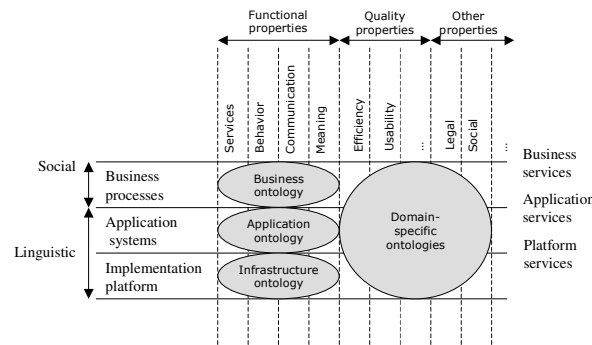 Functional
properties
Quality
properties
Other
properties
Services
Behavior
Communication
Meaning
Efficiency
Usability
...
Legal
Social
...
Social
Business
processes
Business
ontology
Business
services
Linguistic
Application
systems
Application
ontology
Domain-
specific
ontologies
Application
services
Implementation
platform
Infrastructure
ontology
Platform
services